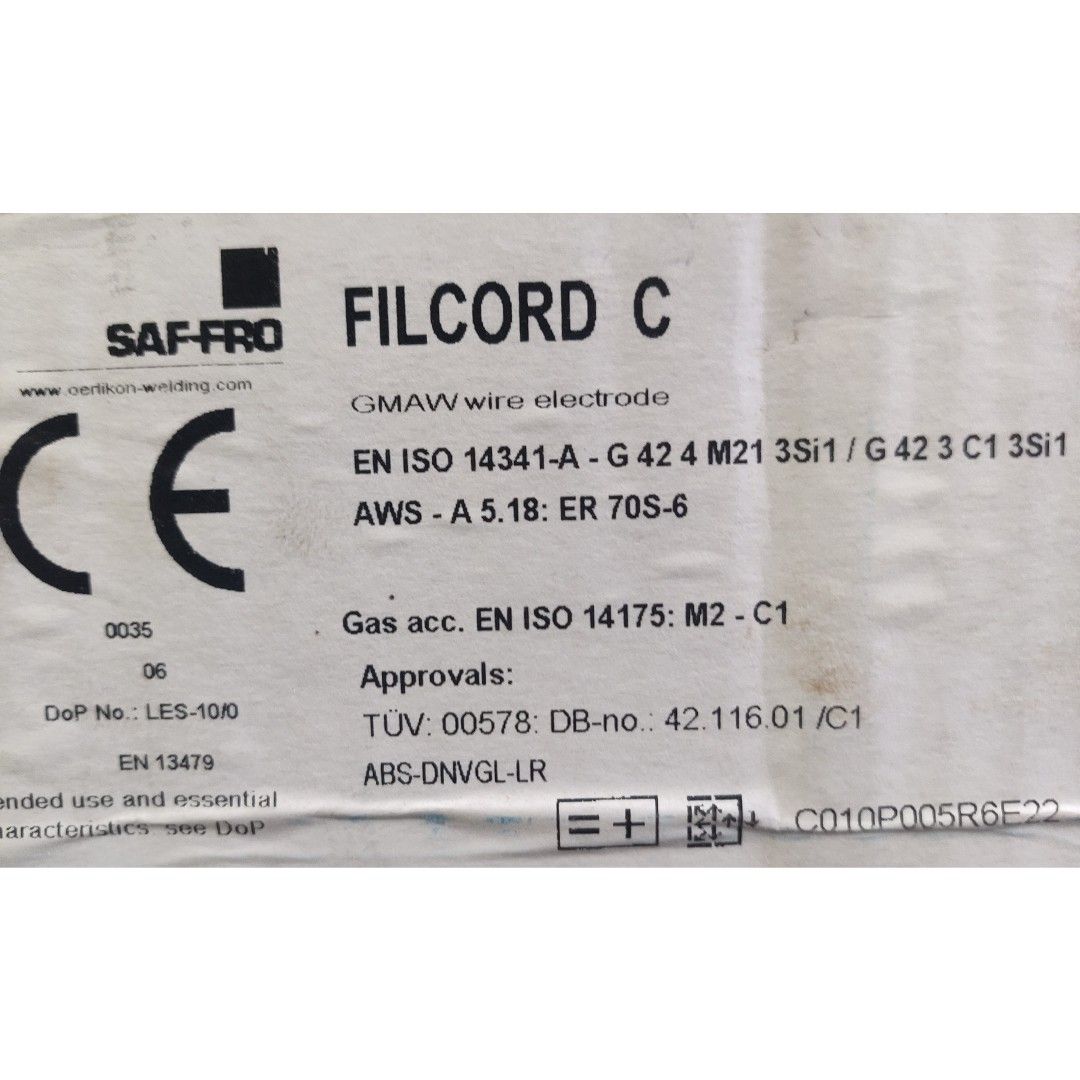 SAF-FRO
www.oerlikon-welding.com
0035
06
DoP No.: LES-10/0
EN 13479
ended use and essential
aracteristics see DoP
FILCORD C
GMAW wire electrode
EN ISO 14341-A - G 42 4 M21 3Si1 / G 42 3 C1 3Si1
AWS - A 5.18: ER 70S-6
Gas acc. EN ISO 14175: M2 - C1
Approvals:
TÜV: 00578: DB-no.: 42.116.01 /C1
ABS-DNVGL-LR
=+
C010P005R6E22